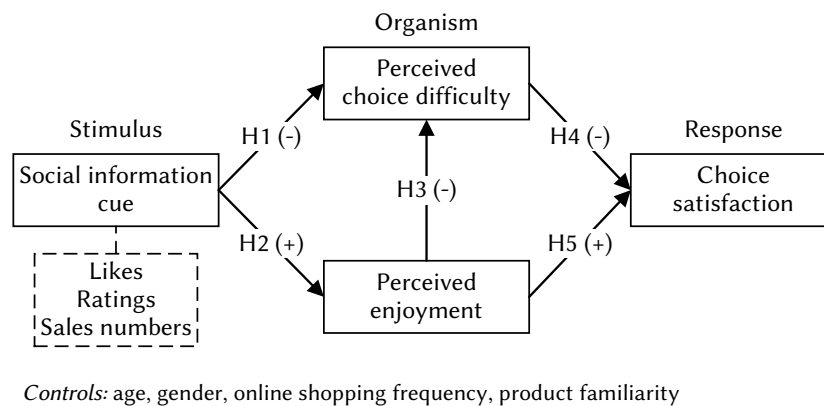 Organism
Perceived
choice difficulty
Stimulus
H1 (-)
H4 (-)
Response
Social information
cue
H3 (-)
Choice
satisfaction
H2 (+)
H5 (+)
Likes
Ratings
Sales numbers
Perceived
enjoyment
Controls: age, gender, online shopping frequency, product familiarity